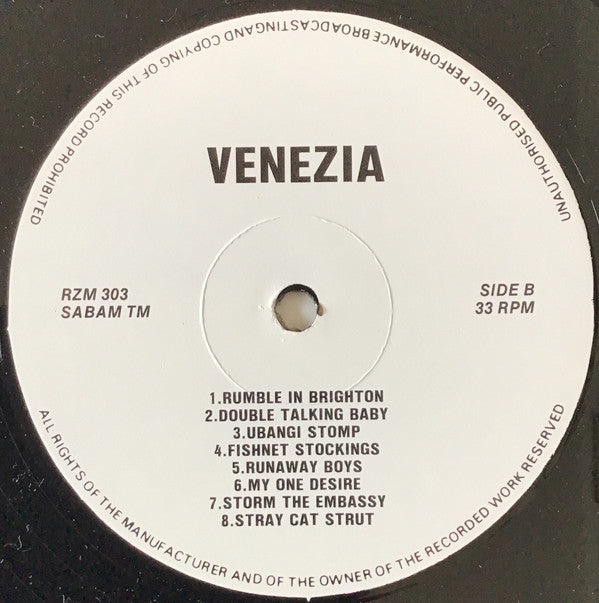 UNAUTHORISED PUBLIC PERFORMANCE BROADCASTINGAND COPYING OF THIS RECORD PROHIBITED
VENEZIA
RZM 303
SABAM TM
SIDE B
33 RPM
1.RUMBLE IN BRIGHTON
2.DOUBLE TALKING BABY
3.UBANGI STOMP
4.FISHNET STOCKINGS
5.RUNAWAY BOYS
6.MY ONE DESIRE
7.STORM THE EMBASSY
8.STRAY CAT STRUT
ALL RIGHTS OF THE MANUFACTURER AND OF THE OWNER OF THE RECORDED WORK RESERVED